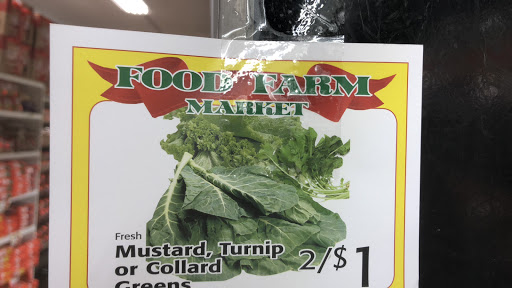 FOOD FARM
MARKET
Fresh
Mustard, Turnip
or Collard
Greens
2/$1